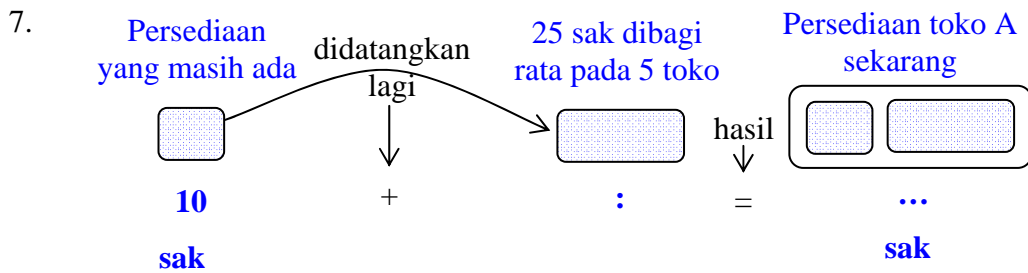 7.
Persediaan
yang masih ada
didatangkan
lagi
25 sak dibagi
rata pada 5 toko
Persediaan toko A
sekarang
hasil
10 + : = ...
sak sak